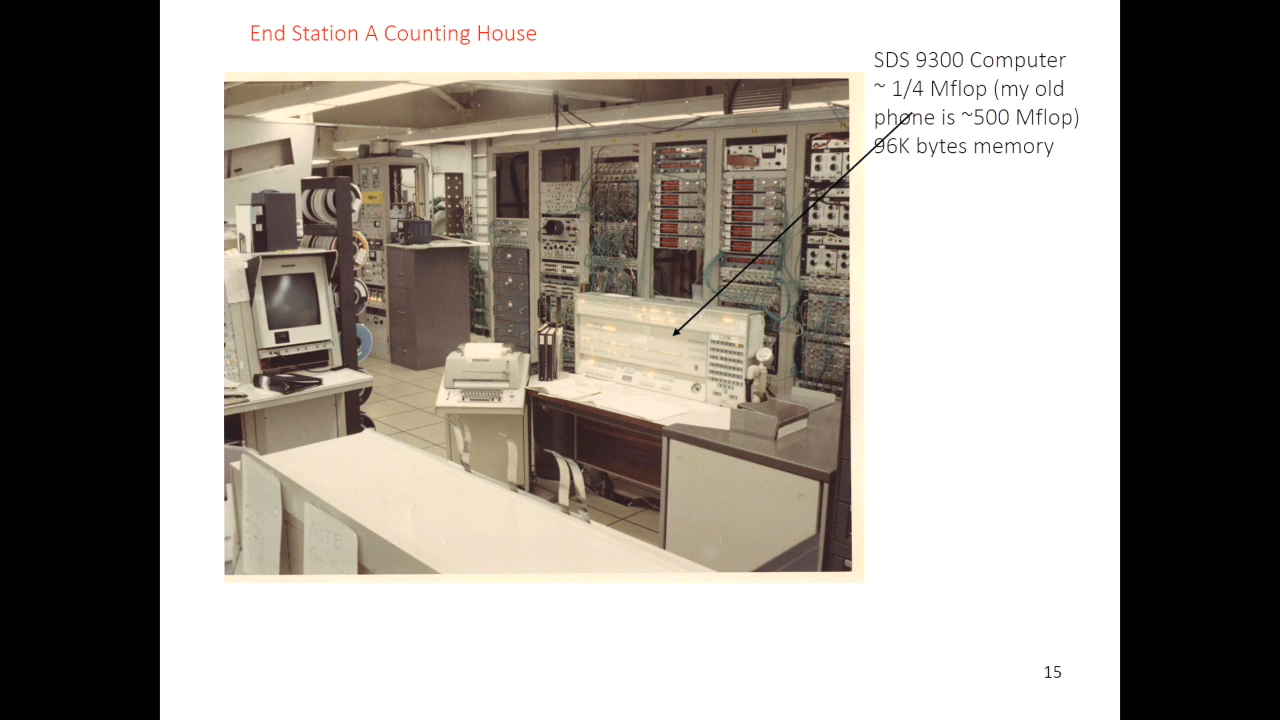 End Station A Counting House
SDS 9300 Computer
~ 1/4 Mflop (my old
phone is ~500 Mflop)
96K bytes memory
NOTE
15